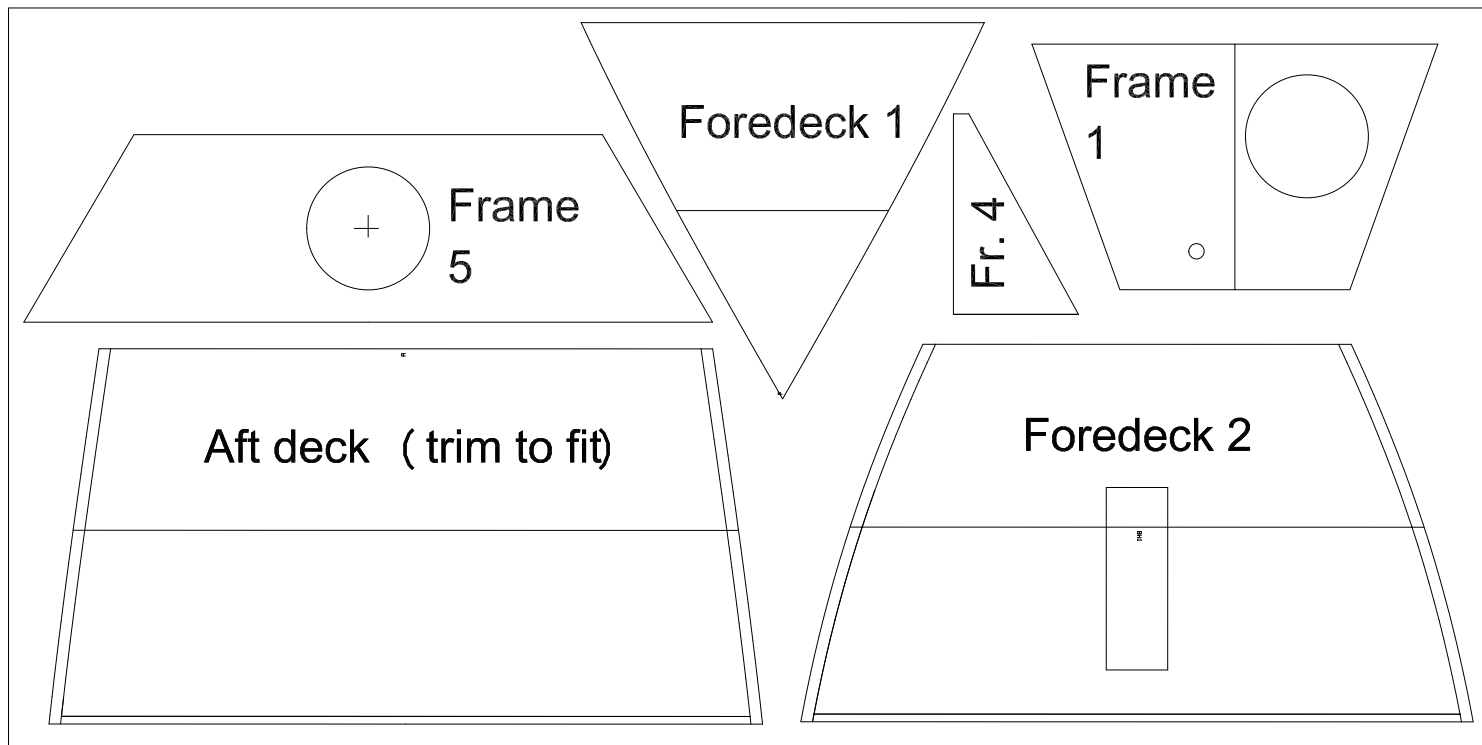 Foredeck 1
Frame
1
Frame
5
Fr. 4
Aft deck ( trim to fit)
Foredeck 2